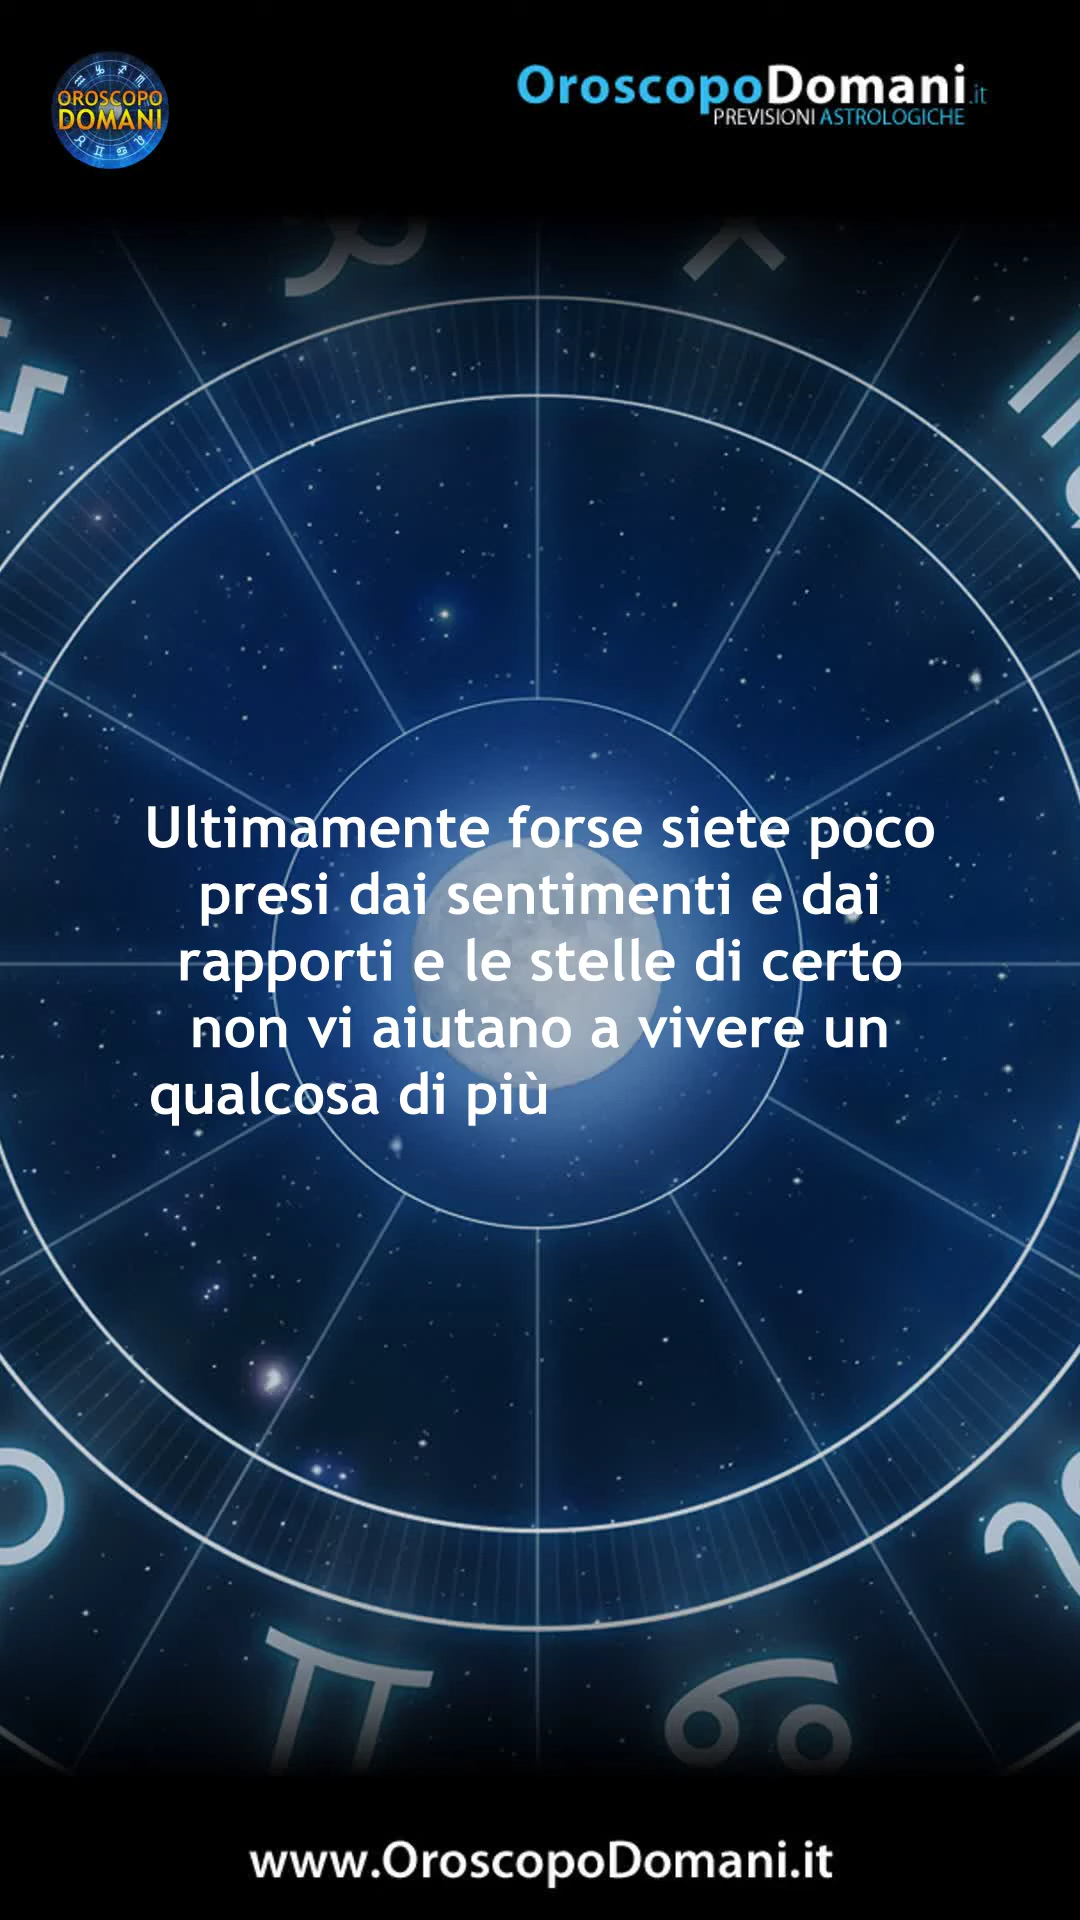 OROSCOPO
DOMANI
OroscopoDomani.it
PREVISIONI ASTROLOGICHE
Ultimamente forse siete poco
presi dai sentimenti e dai
rapporti e le stelle di certo
non vi aiutano a vivere un
qualcosa di più
www.OroscopoDomani.it